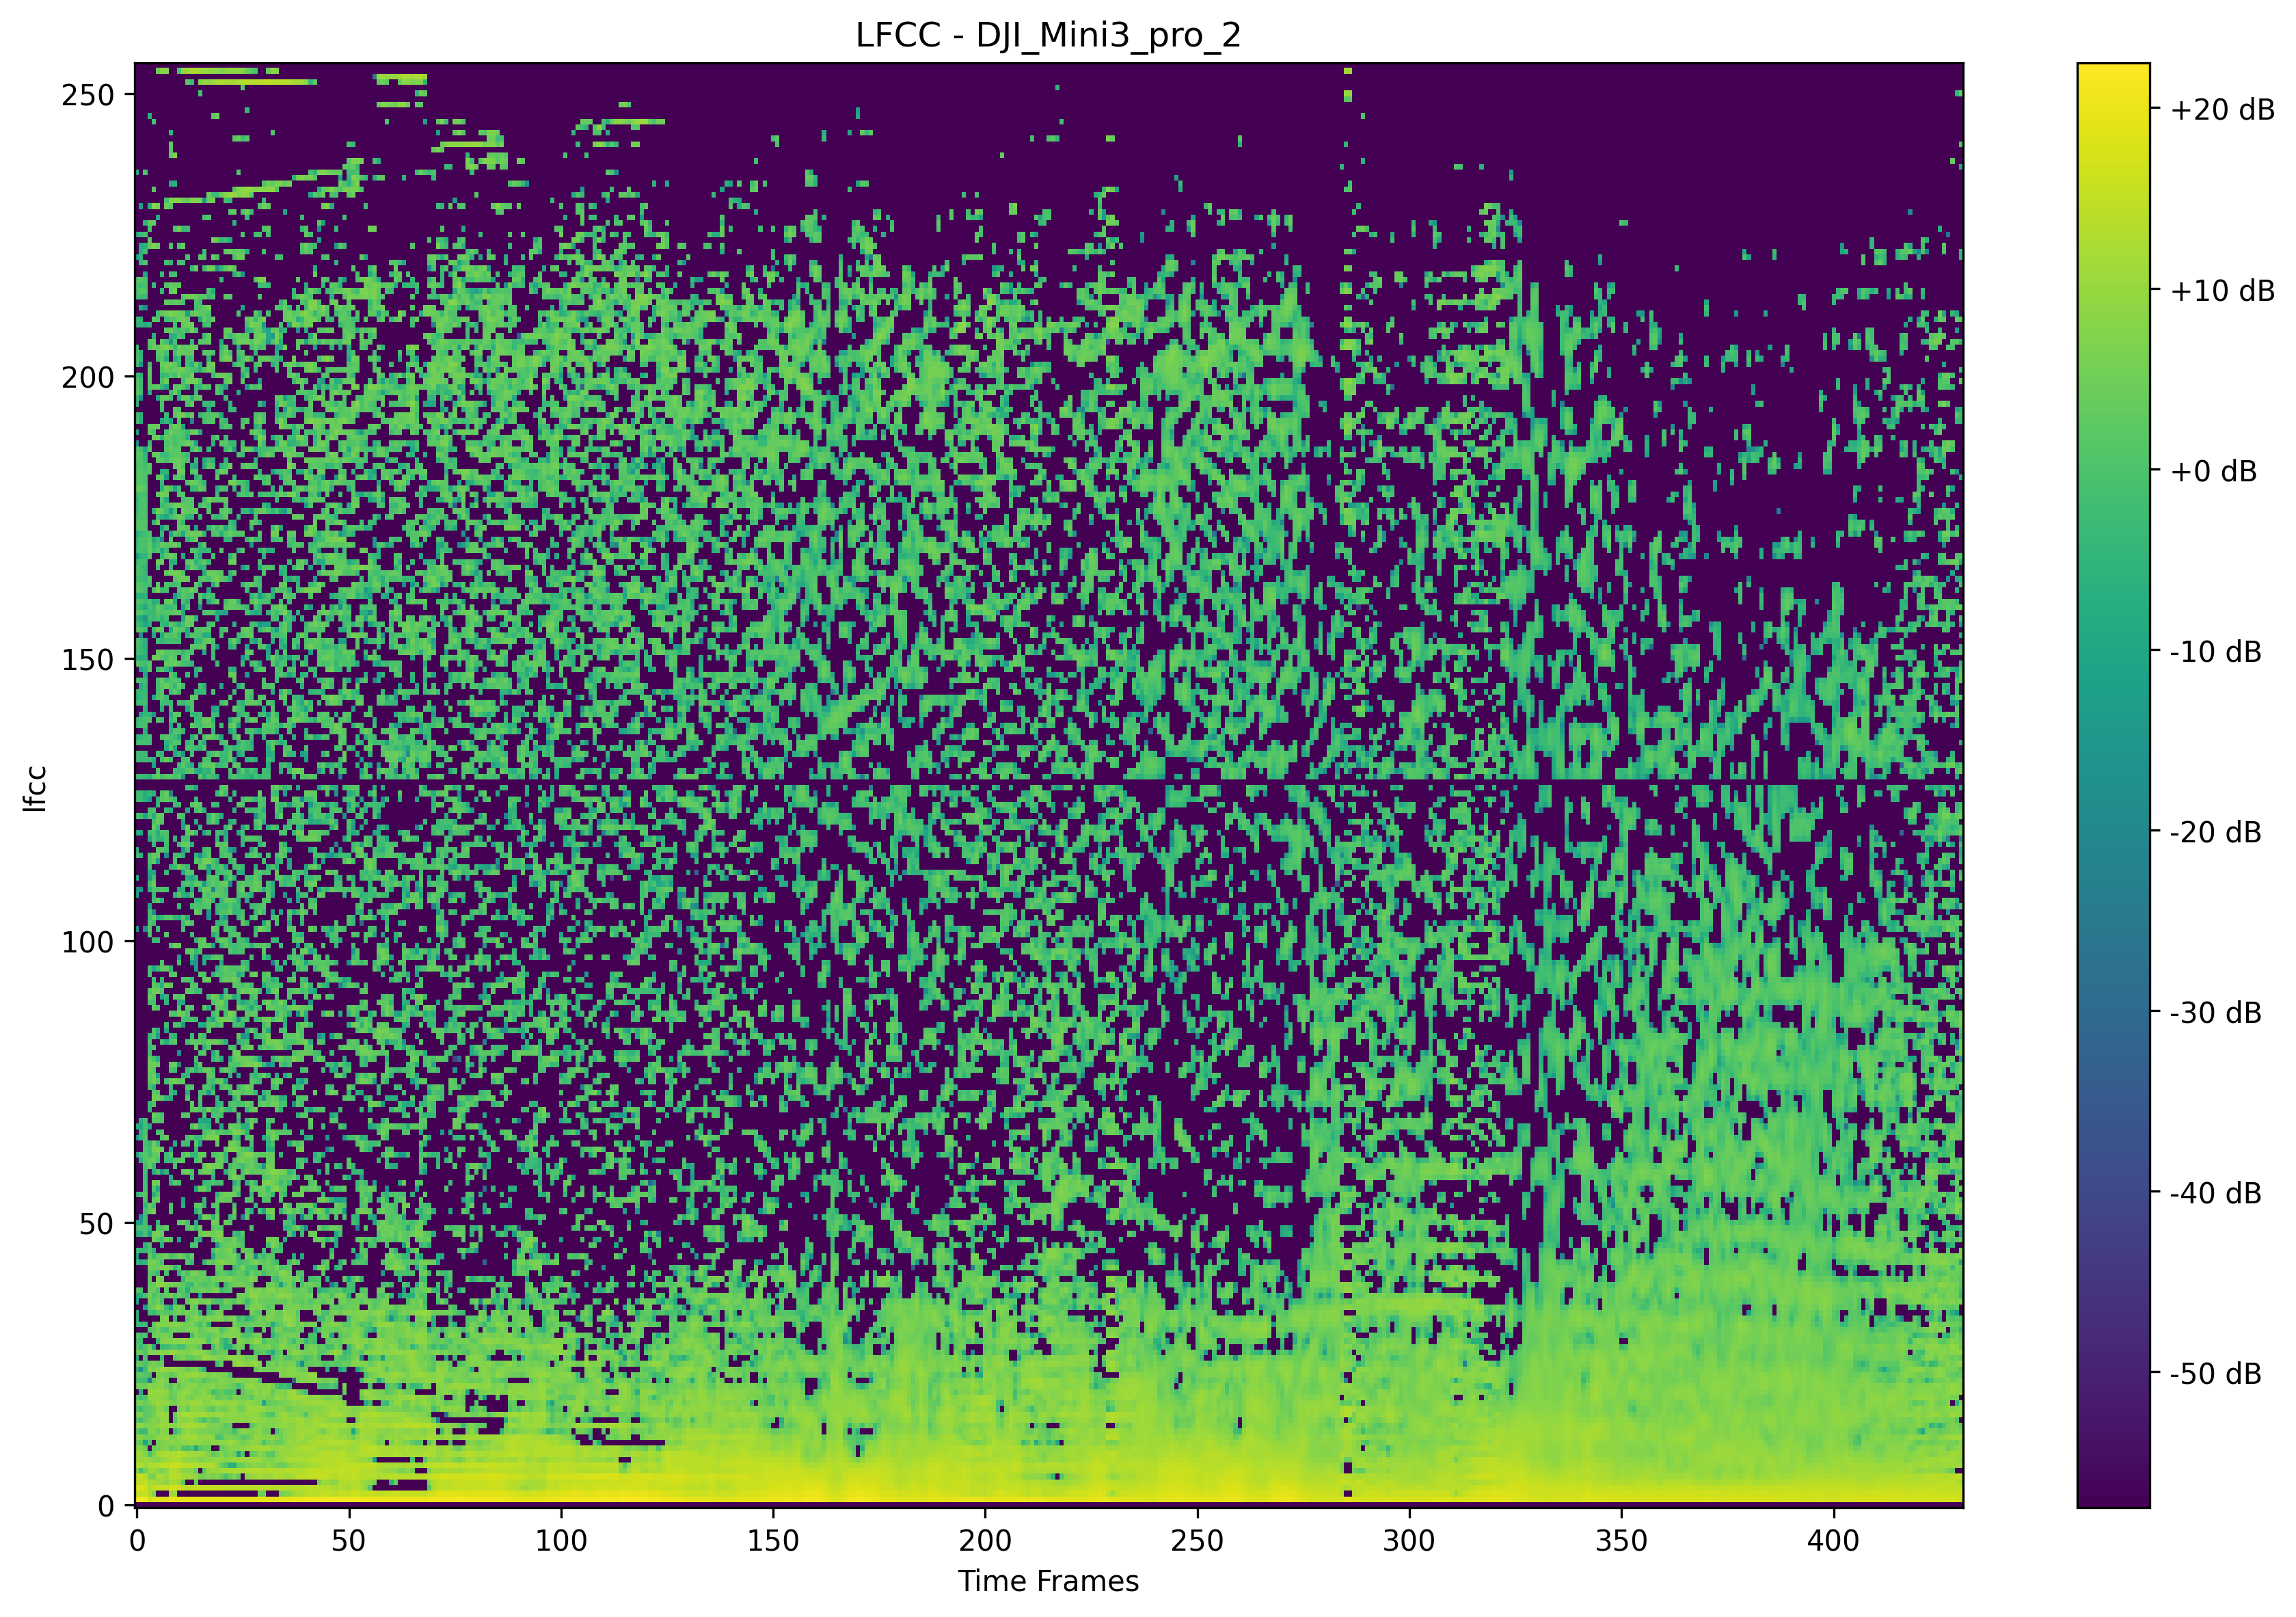 LFCC - DJI_Mini3_pro_2
250
200
150
100
50
0
lfcc
0 50 100 150 200 250 300 350 400
Time Frames
+20 dB
+10 dB
+0 dB
-10 dB
-20 dB
-30 dB
-40 dB
-50 dB